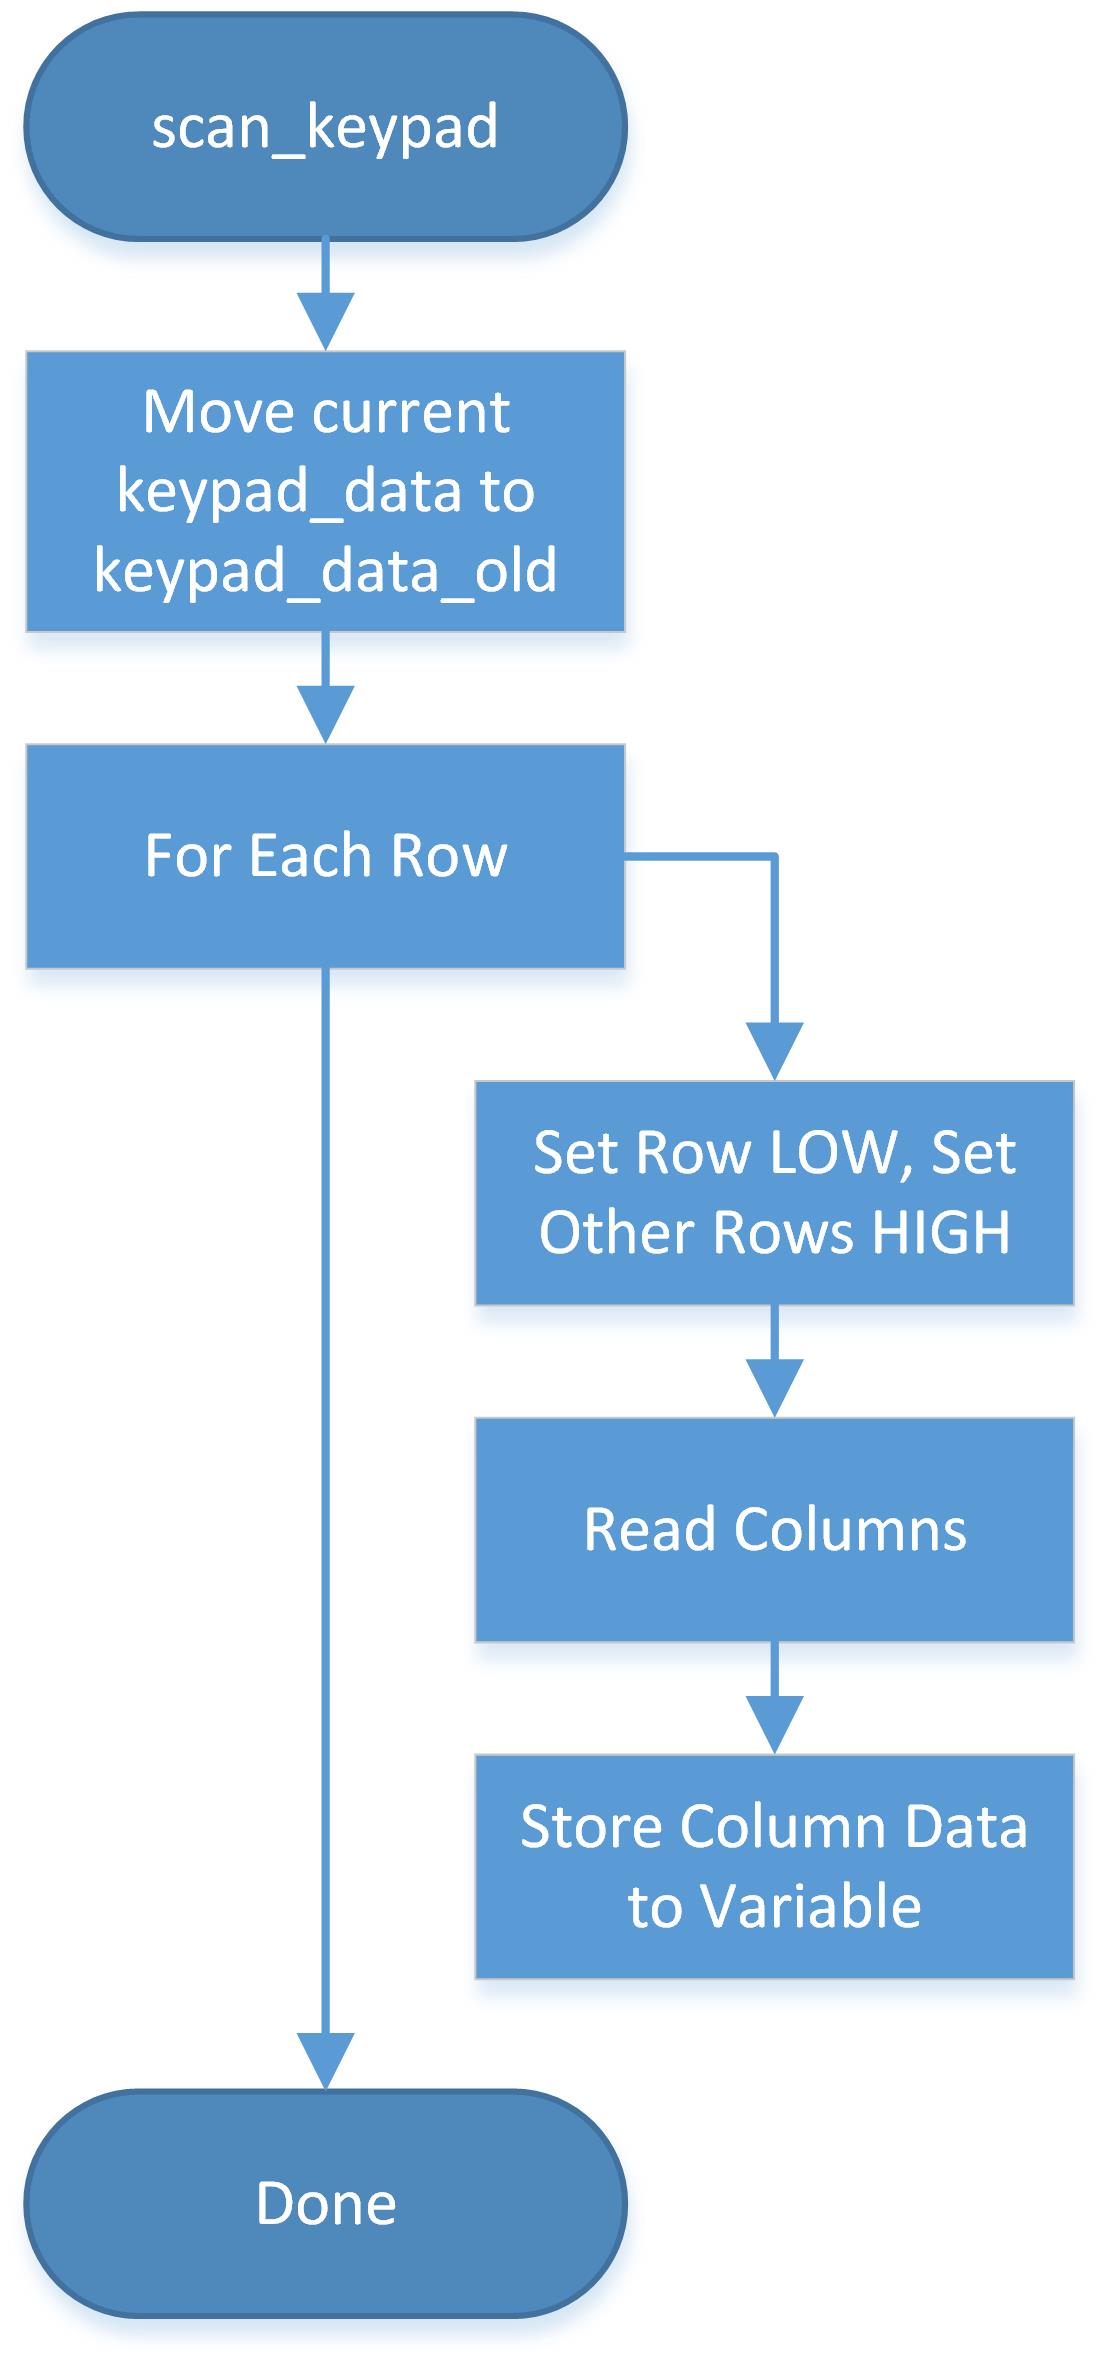 scan_keypad
Move current
keypad_data to
keypad_data_old
For Each Row
Set Row LOW, Set
Other Rows HIGH
Read Columns
Store Column Data
to Variable
Done